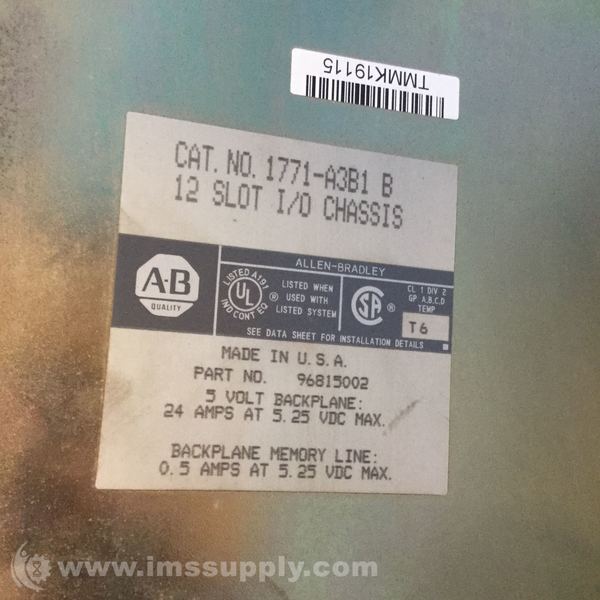 TMMK19115
CAT. NO. 1771-A3B1 B
12 SLOT I/O CHASSIS
ALLEN-BRADLEY
A-B
QUALITY
LISTED A191
UL
®
IND CONT EQ
LISTED WHEN
USED WITH
LISTED SYSTEM
SA
®
CL 1 DIV 2
GP A,B,C,D
TEMP
T6
SEE DATA SHEET FOR INSTALLATION DETAILS
MADE IN U.S.A.
PART NO. 96815002
5 VOLT BACKPLANE:
24 AMPS AT 5.25 VDC MAX.
BACKPLANE MEMORY LINE:
0.5 AMPS AT 5.25 VDC MAX.
© www.imssupply.com